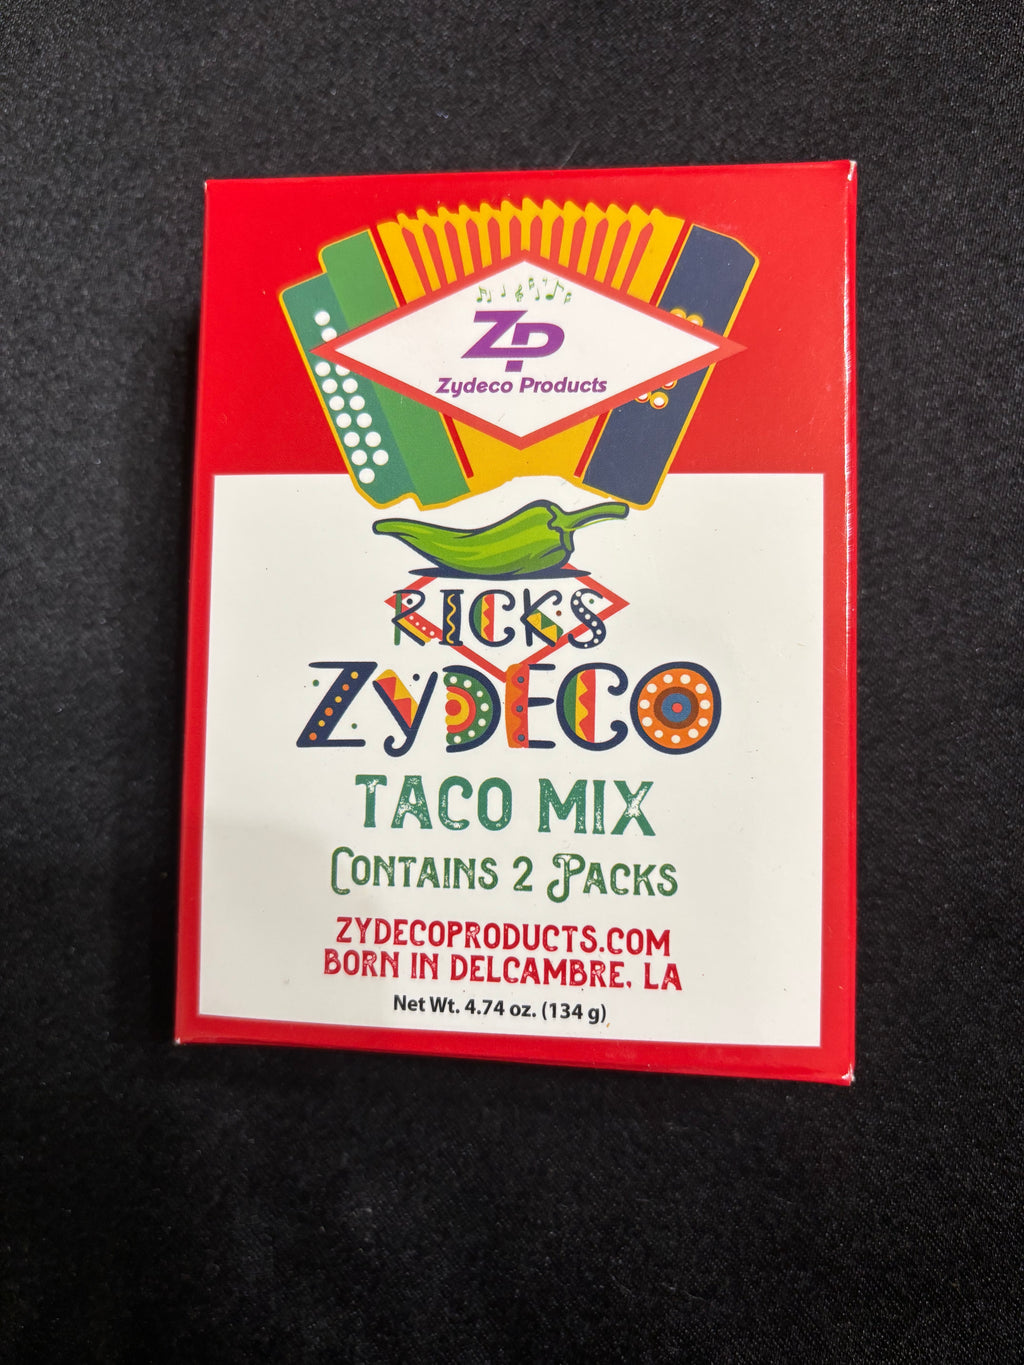 ZP
Zydeco Products
RICKS
ZYDECO
TACO MIX
CONTAINS 2 PACKS
ZYDECOPRODUCTS.COM
BORN IN DELCAMBRE, LA
Net Wt. 4.74 oz. (134 g)